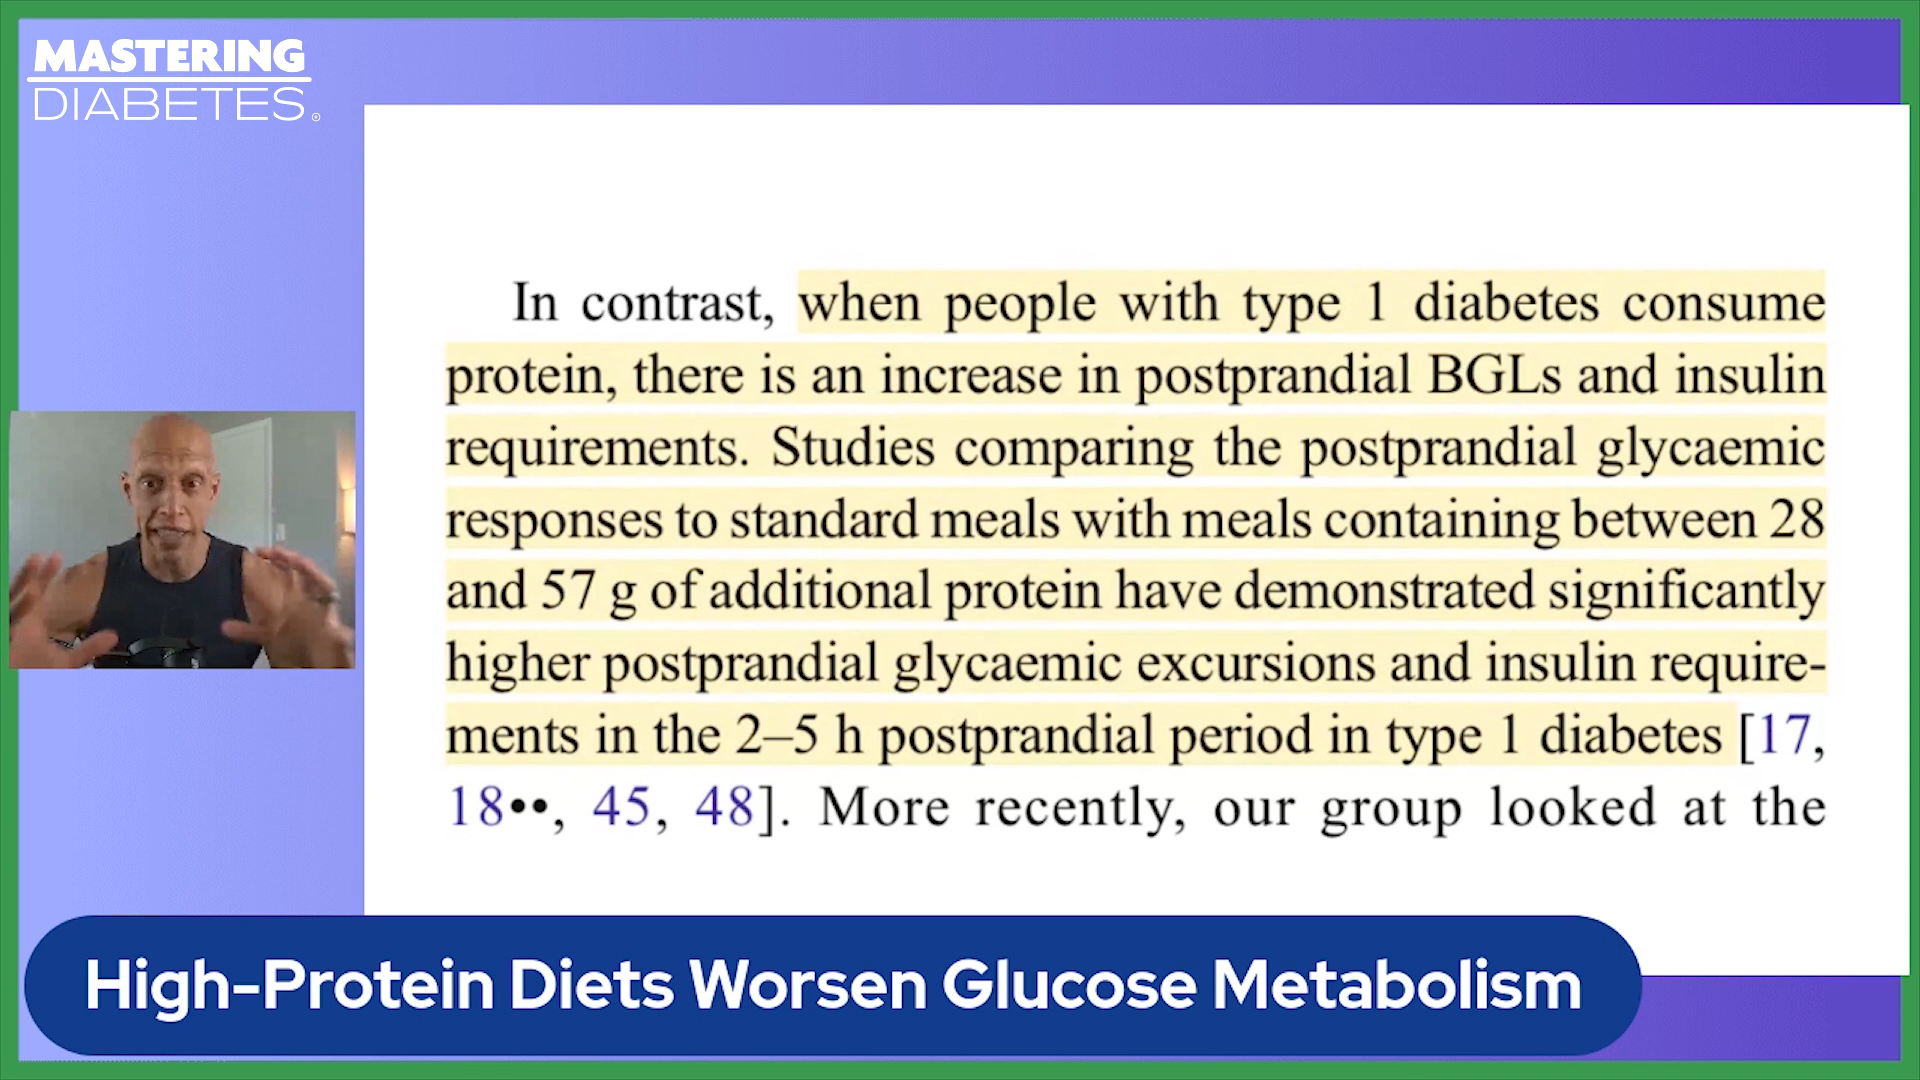 MASTERING
DIABETES®
In contrast, when people with type 1 diabetes consume
protein, there is an increase in postprandial BGLs and insulin
requirements. Studies comparing the postprandial glycaemic
responses to standard meals with meals containing between 28
and 57 g of additional protein have demonstrated significantly
higher postprandial glycaemic excursions and insulin require-
ments in the 2–5 h postprandial period in type 1 diabetes [17,
18••, 45, 48]. More recently, our group looked at the
High-Protein Diets Worsen Glucose Metabolism